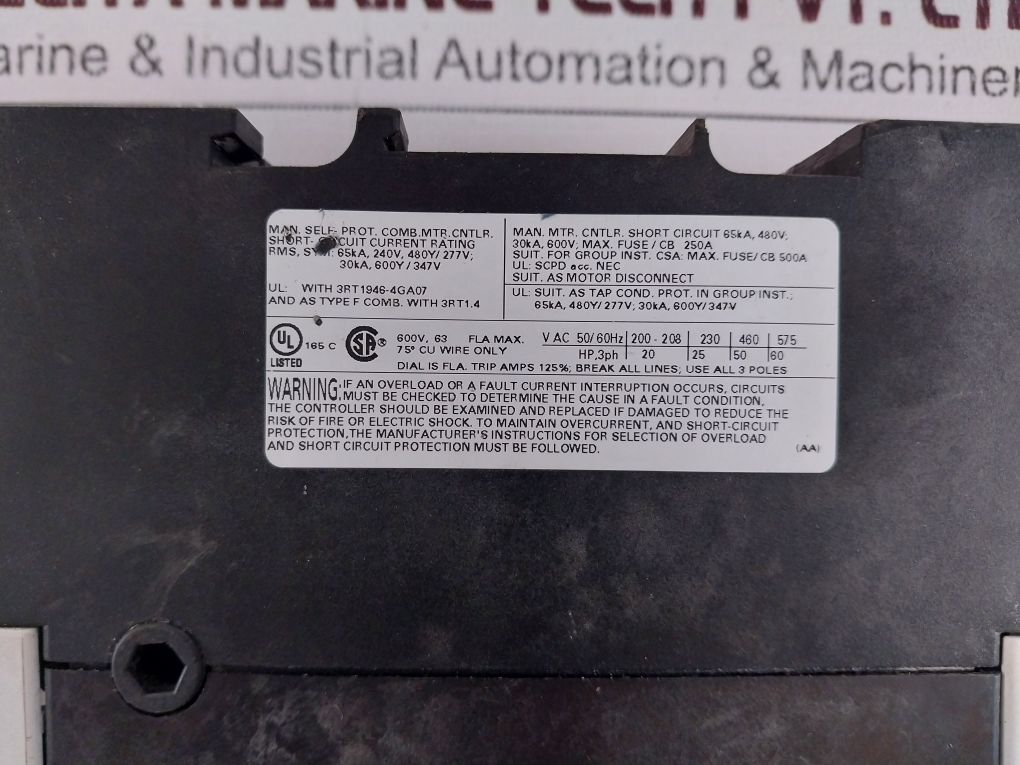 MARINE TECH PVT. LT
arine & Industrial Automation & Machiner
MAN. SELF- PROT. COMB.MTR.CNTLR.
SHORT- CIRCUIT CURRENT RATING
RMS, SYM: 65kA, 240V, 480Y/277V;
30kA, 600Y/347V
UL: WITH 3RT1946-4GA07
AND AS TYPE F COMB. WITH 3RT1.4
MAN. MTR. CNTLR. SHORT CIRCUIT 65kA, 480V;
30kA, 600V; MAX. FUSE / CB 250A
SUIT. FOR GROUP INST. CSA: MAX. FUSE/CB 500A
UL: SCPD acc. NEC
SUIT. AS MOTOR DISCONNECT
UL: SUIT. AS TAP COND. PROT. IN GROUP INST.;
65kA, 480Y/277V; 30kA, 600Y/347V
UL LISTED 165 C
SA ® 600V, 63 FLA MAX.
75° CU WIRE ONLY
V AC 50/60Hz 200 - 208 230 460 575
HP,3ph 20 25 50 60
DIAL IS FLA. TRIP AMPS 125%; BREAK ALL LINES; USE ALL 3 POLES
WARNING: IF AN OVERLOAD OR A FAULT CURRENT INTERRUPTION OCCURS, CIRCUITS
MUST BE CHECKED TO DETERMINE THE CAUSE IN A FAULT CONDITION,
THE CONTROLLER SHOULD BE EXAMINED AND REPLACED IF DAMAGED TO REDUCE THE
RISK OF FIRE OR ELECTRIC SHOCK. TO MAINTAIN OVERCURRENT, AND SHORT-CIRCUIT
PROTECTION,THE MANUFACTURER'S INSTRUCTIONS FOR SELECTION OF OVERLOAD
AND SHORT CIRCUIT PROTECTION MUST BE FOLLOWED.
(AA)